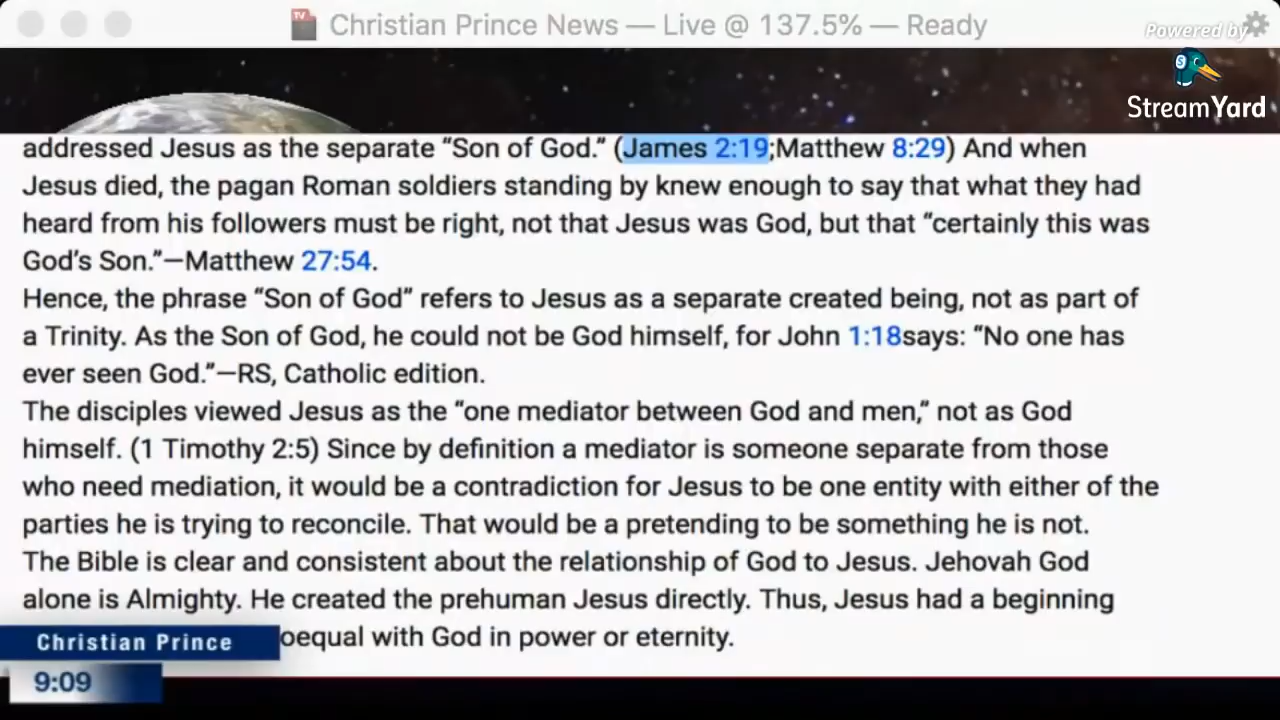 Christian Prince News — Live @ 137.5% — Ready
Powered by
StreamYard
addressed Jesus as the separate “Son of God.” (James 2:19;Matthew 8:29) And when
Jesus died, the pagan Roman soldiers standing by knew enough to say that what they had
heard from his followers must be right, not that Jesus was God, but that “certainly this was
God’s Son.”—Matthew 27:54.
Hence, the phrase “Son of God” refers to Jesus as a separate created being, not as part of
a Trinity. As the Son of God, he could not be God himself, for John 1:18says: “No one has
ever seen God.”—RS, Catholic edition.
The disciples viewed Jesus as the “one mediator between God and men,” not as God
himself. (1 Timothy 2:5) Since by definition a mediator is someone separate from those
who need mediation, it would be a contradiction for Jesus to be one entity with either of the
parties he is trying to reconcile. That would be a pretending to be something he is not.
The Bible is clear and consistent about the relationship of God to Jesus. Jehovah God
alone is Almighty. He created the prehuman Jesus directly. Thus, Jesus had a beginning
oequal with God in power or eternity.
Christian Prince
9:09